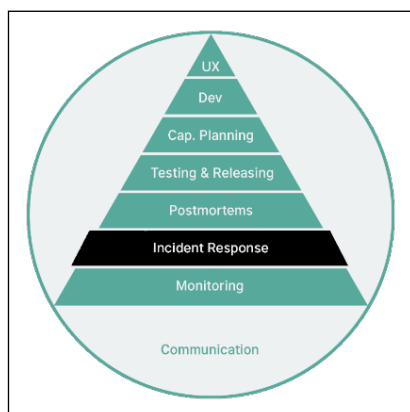 UX
Dev
Cap. Planning
Testing & Releasing
Postmortems
Incident Response
Monitoring
Communication